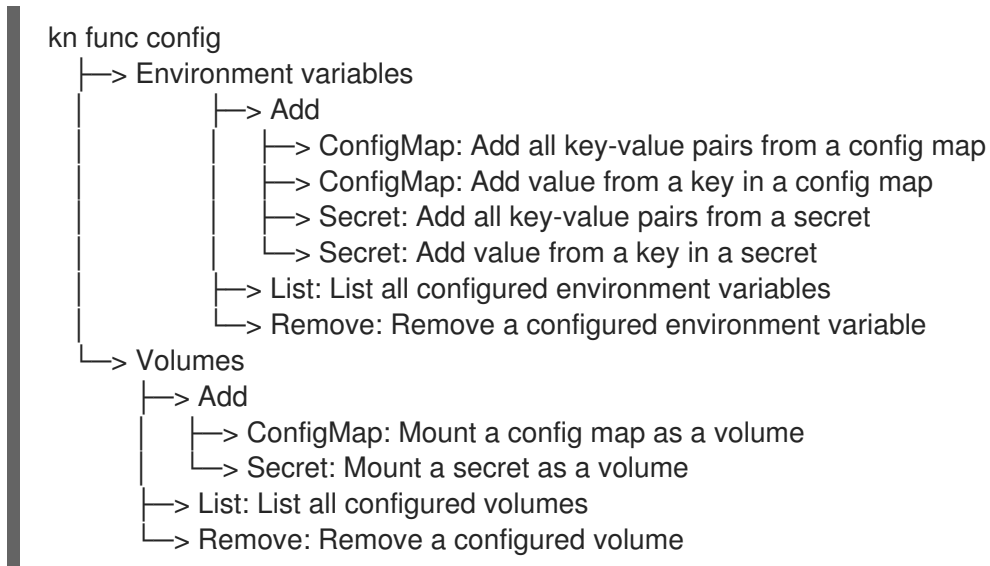 kn func config
├─> Environment variables
│ ├─> Add
│ │ ├─> ConfigMap: Add all key-value pairs from a config map
│ │ ├─> ConfigMap: Add value from a key in a config map
│ │ ├─> Secret: Add all key-value pairs from a secret
│ │ └─> Secret: Add value from a key in a secret
│ ├─> List: List all configured environment variables
│ └─> Remove: Remove a configured environment variable
└─> Volumes
├─> Add
│ ├─> ConfigMap: Mount a config map as a volume
│ └─> Secret: Mount a secret as a volume
├─> List: List all configured volumes
└─> Remove: Remove a configured volume